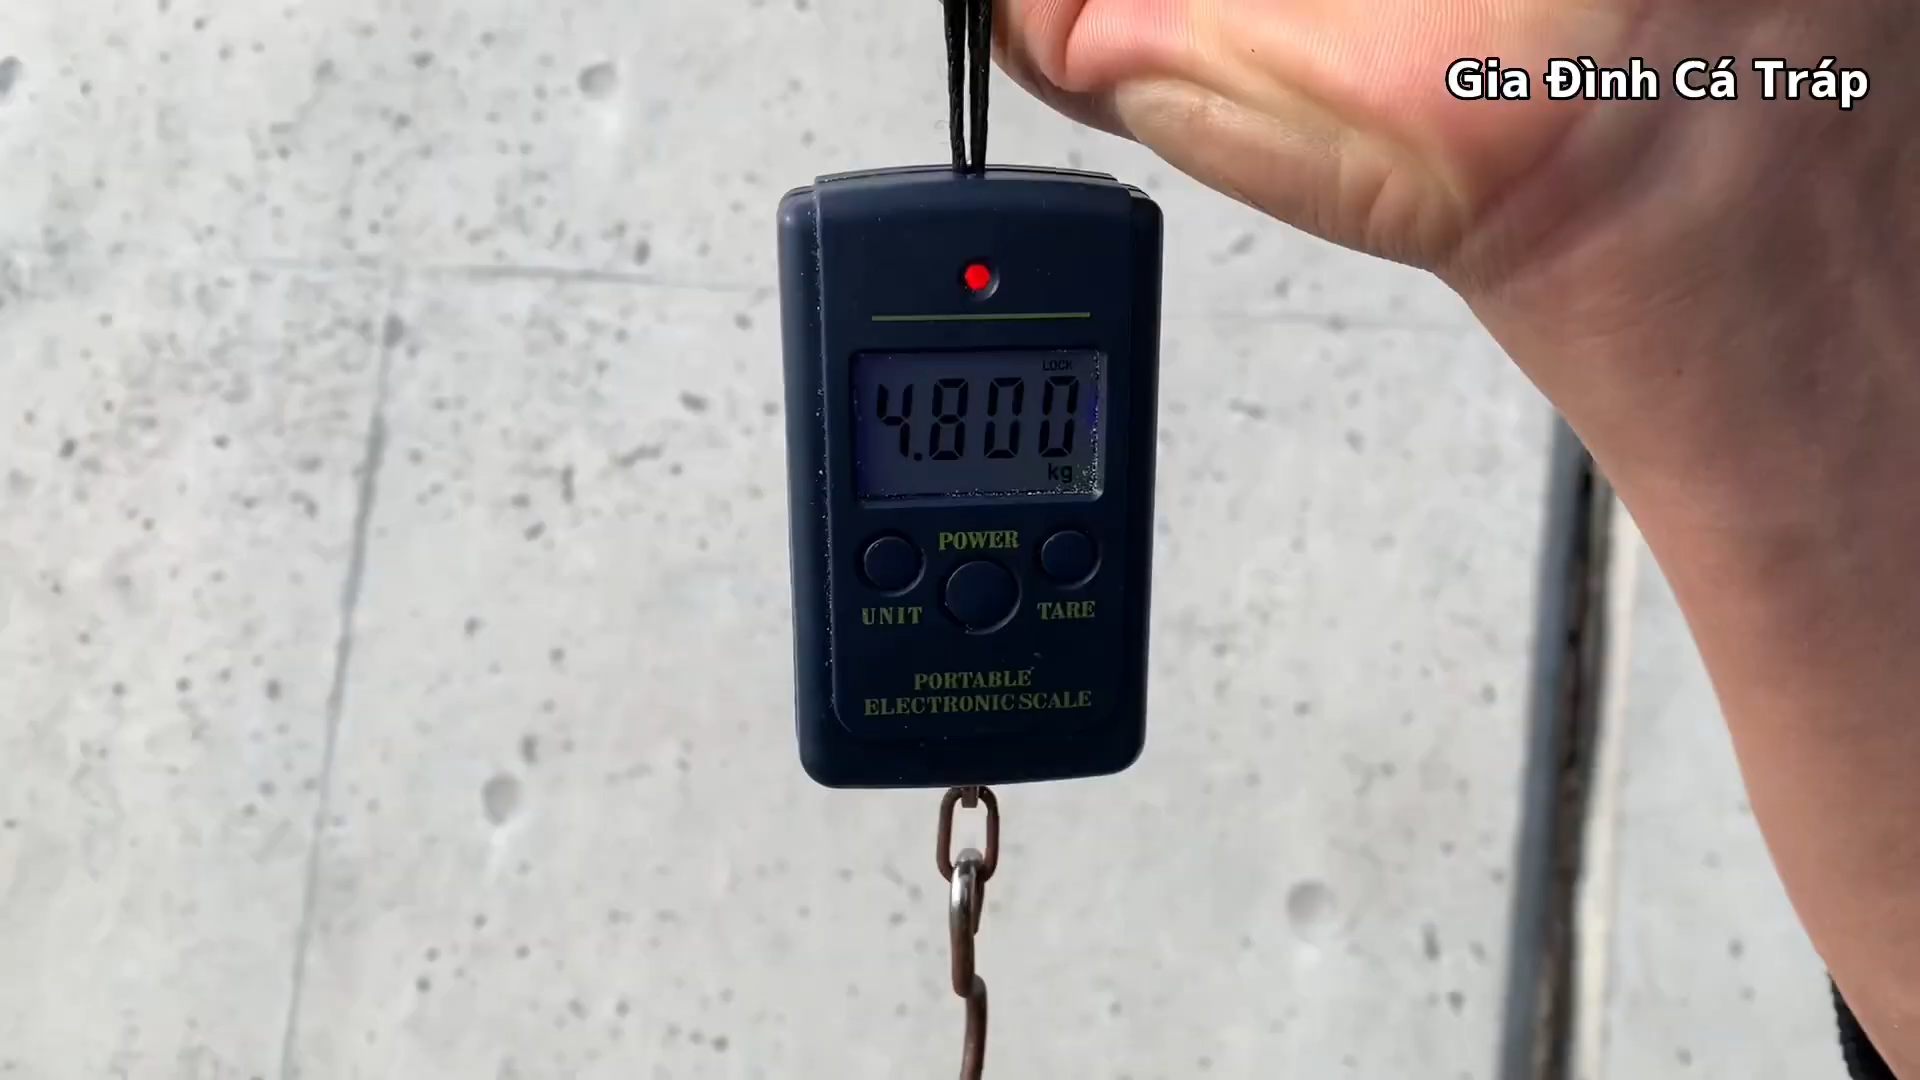 Gia Đình Cá Tráp
LOCK
4.800
kg
POWER
UNIT
TARE
PORTABLE
ELECTRONIC SCALE